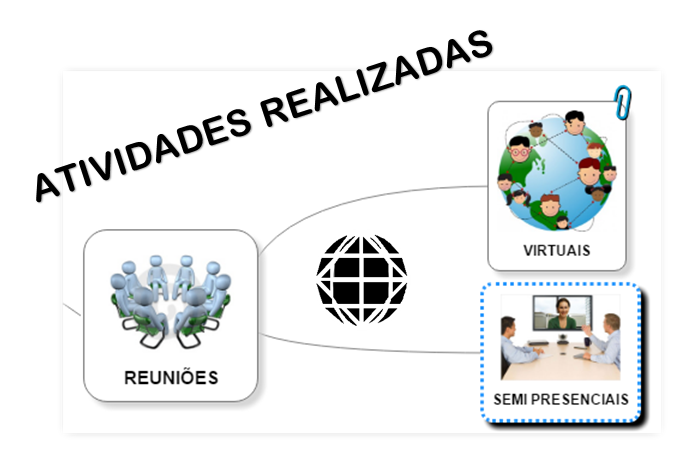 ATIVIDADES REALIZADAS
VIRTUAIS
REUNIÕES
SEMI PRESENCIAIS